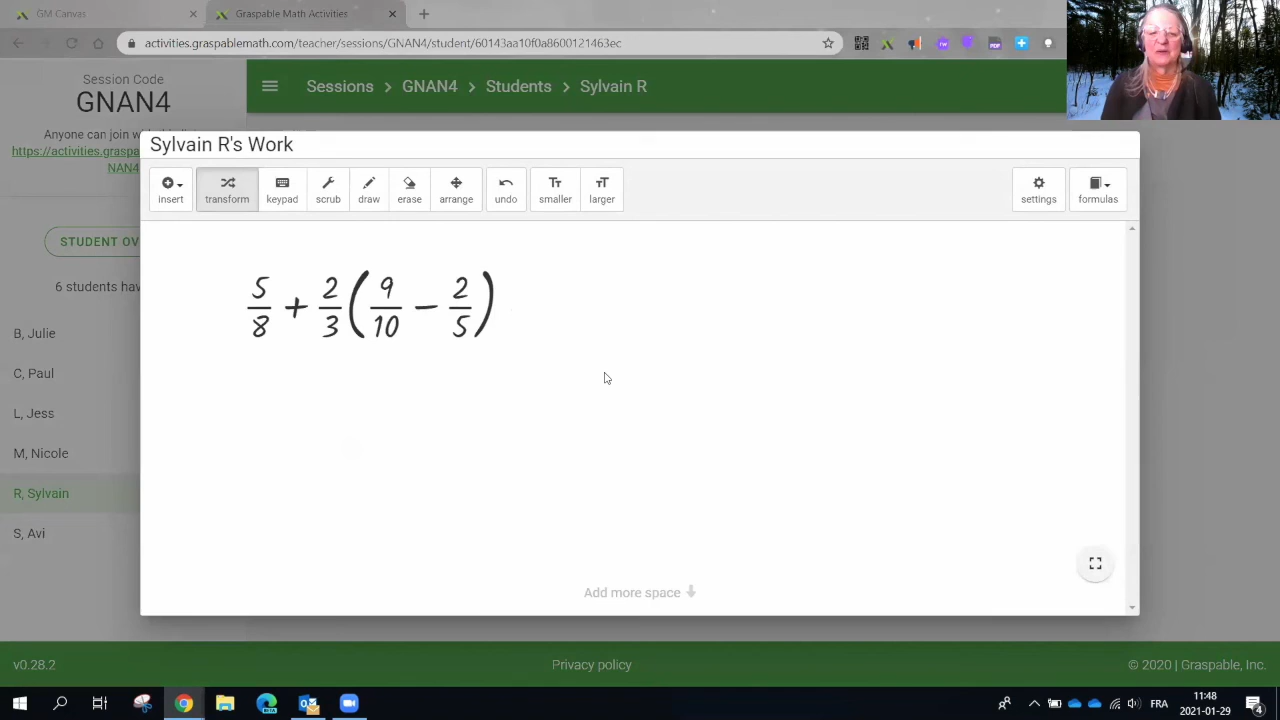 GM Canvas
Graspable Math Activities
activities.graspablemath.com/teacher/sessions/GNAN4/student/60143aa10f0a8600121463ec
Session Code
GNAN4
Anyone can join
https://activities.graspa
NAN4
STUDENT OV
6 students hav
B, Julie
C, Paul
L, Jess
M, Nicole
R, Sylvain
S, Avi
Sessions > GNAN4 > Students > Sylvain R
Sylvain R's Work
insert transform keypad scrub draw erase arrange undo smaller larger settings formulas
5/8 + 2/3 (9/10 − 2/5)
Add more space
v0.28.2 Privacy policy © 2020 | Graspable, Inc.
FRA
11:48
2021-01-29
4